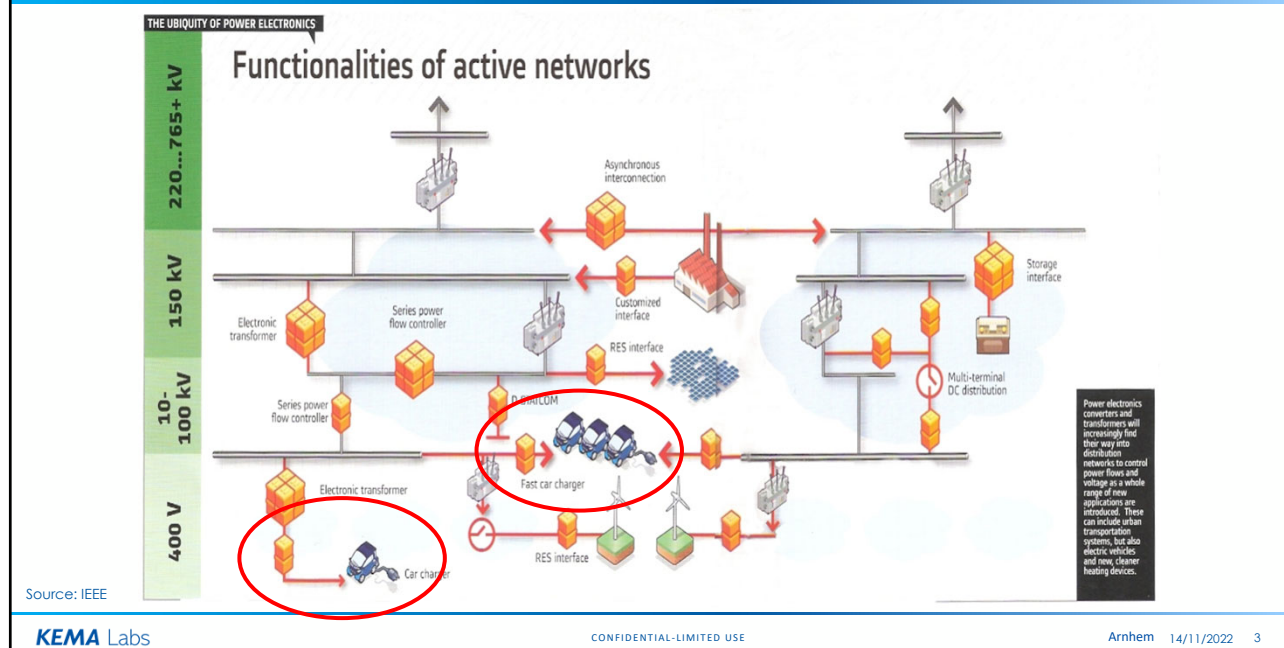 THE UBIQUITY OF POWER ELECTRONICS
Functionalities of active networks
220...765+ kV
150 kV
10-
100 kV
400 V
Asynchronous
interconnection
Storage
interface
Customized
interface
Series power
flow controller
Electronic
transformer
RES interface
Multi-terminal
DC distribution
Series power
flow controller
D-STATCOM
Fast car charger
Electronic transformer
RES interface
Car charger
Power electronics
converters and
transformers will
increasingly find
their way into
distribution
networks to control
power flows and
voltage as a whole
range of new
applications are
introduced. These
can include urban
transportation
systems, but also
electric vehicles
and new, cleaner
heating devices.
Source: IEEE
KEMA Labs
CONFIDENTIAL-LIMITED USE
Arnhem 14/11/2022 3